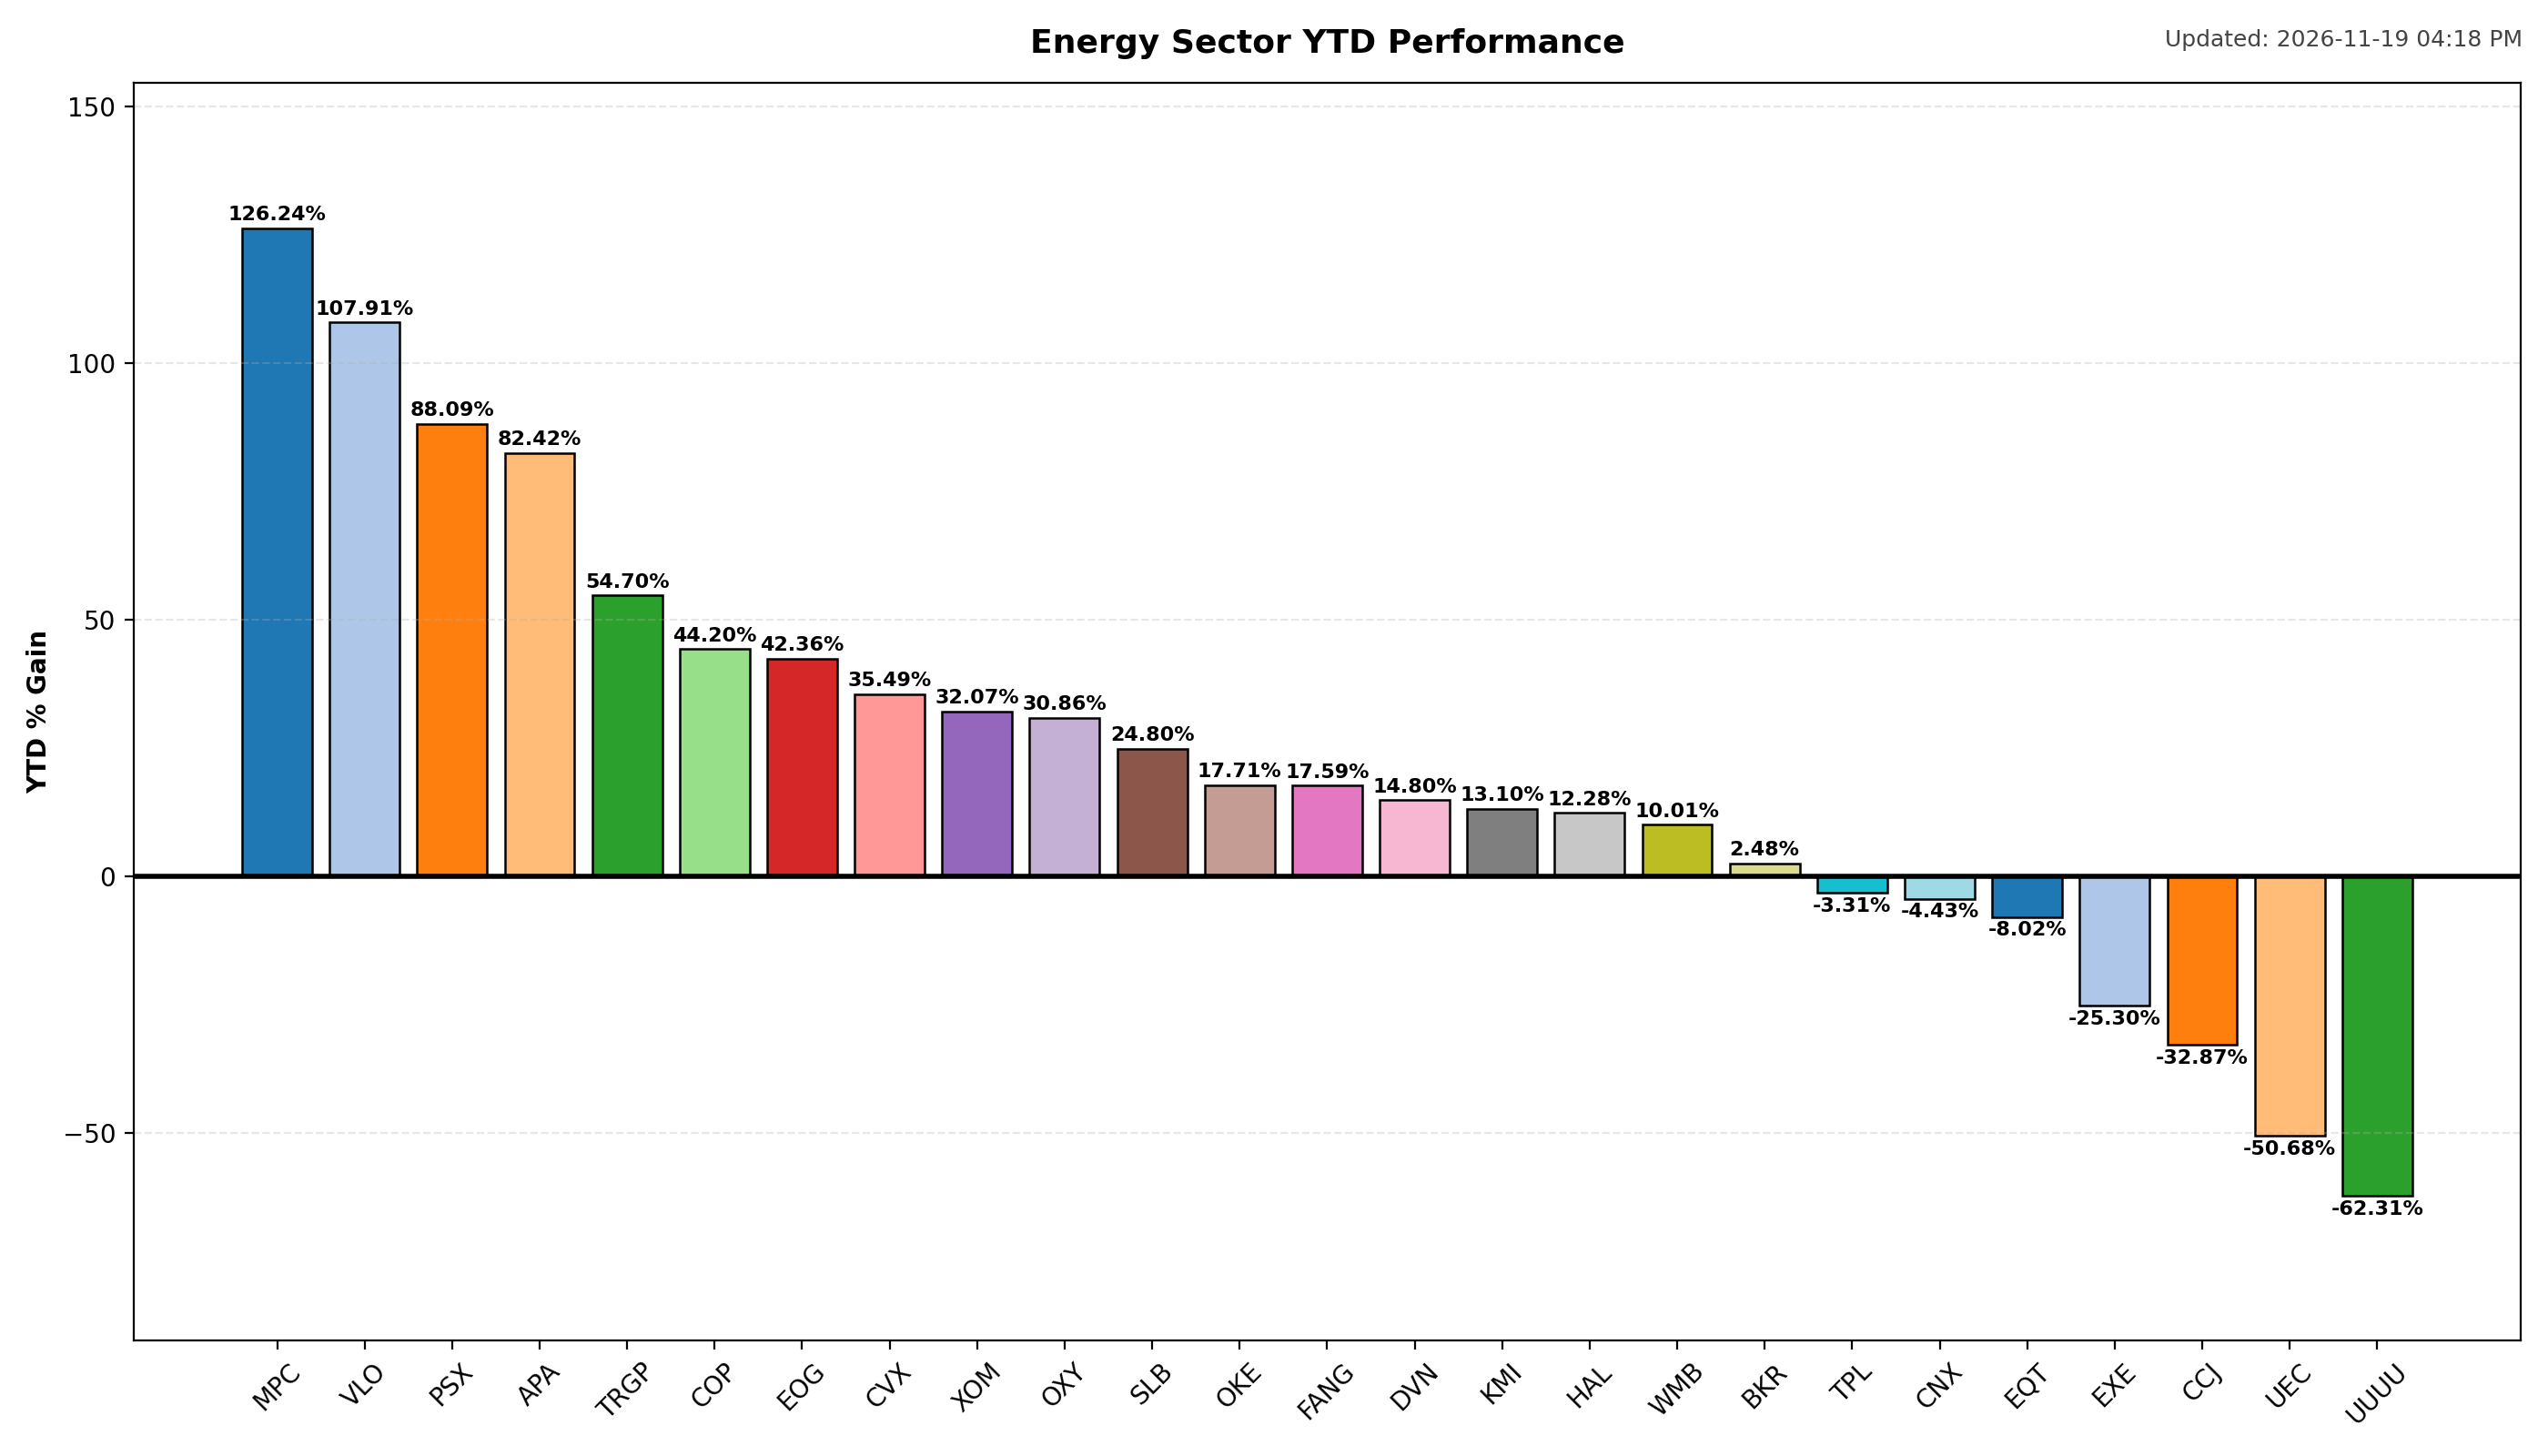 Energy Sector YTD Performance
Updated: 2026-11-19 04:18 PM
YTD % Gain
150
100
50
0
−50
126.24%
107.91%
88.09%
82.42%
54.70%
44.20%
42.36%
35.49%
32.07%
30.86%
24.80%
17.71%
17.59%
14.80%
13.10%
12.28%
10.01%
2.48%
-3.31%
-4.43%
-8.02%
-25.30%
-32.87%
-50.68%
-62.31%
MPC
VLO
PSX
APA
TRGP
COP
EOG
CVX
XOM
OXY
SLB
OKE
FANG
DVN
KMI
HAL
WMB
BKR
TPL
CNX
EQT
EXE
CCJ
UEC
UUUU